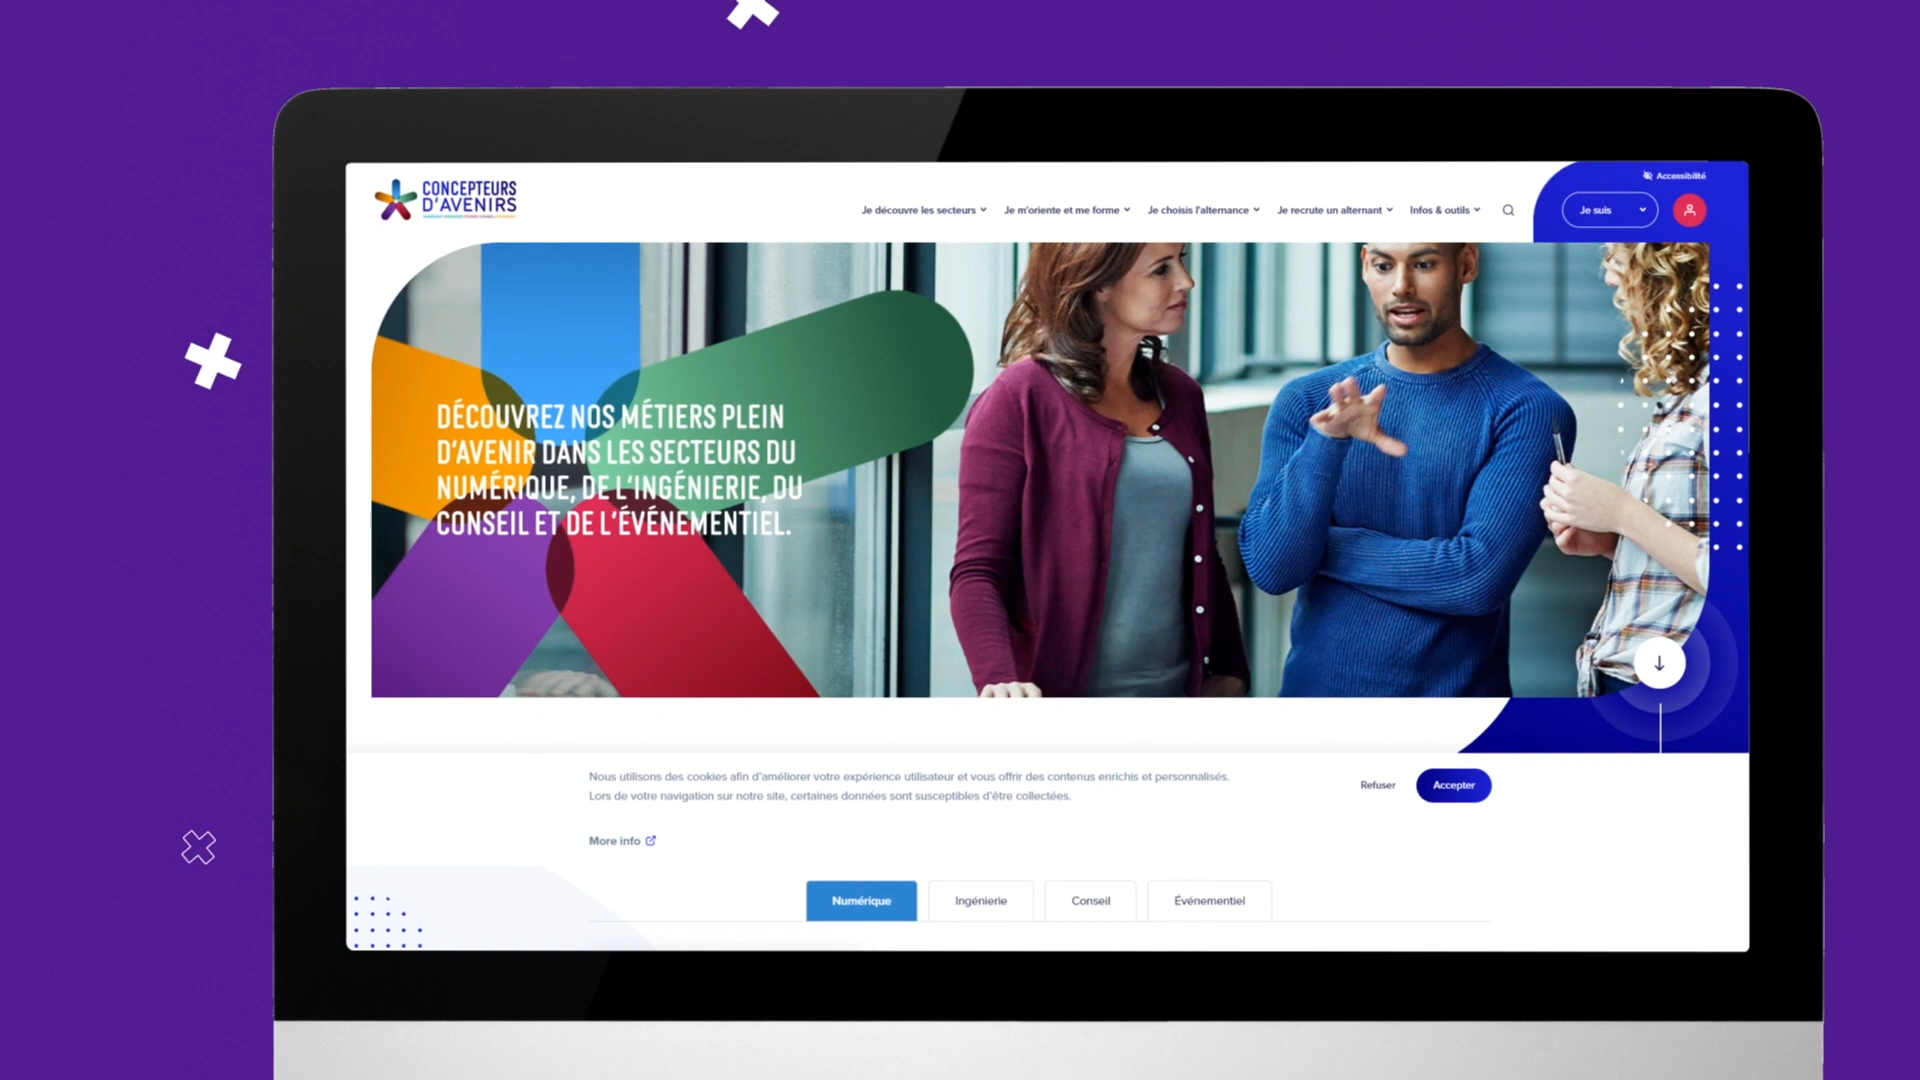 CONCEPTEURS
D'AVENIRS
Accessibilité
Je découvre les secteurs
Je m'oriente et me forme
Je choisis l'alternance
Je recrute un alternant
Infos & outils
Je suis
DÉCOUVREZ NOS MÉTIERS PLEIN
D'AVENIR DANS LES SECTEURS DU
NUMÉRIQUE, DE L'INGÉNIERIE, DU
CONSEIL ET DE L'ÉVÉNEMENTIEL.
Nous utilisons des cookies afin d'améliorer votre expérience utilisateur et vous offrir des contenus enrichis et personnalisés.
Lors de votre navigation sur notre site, certaines données sont susceptibles d'être collectées.
Refuser
Accepter
More info
Numérique
Ingénierie
Conseil
Événementiel